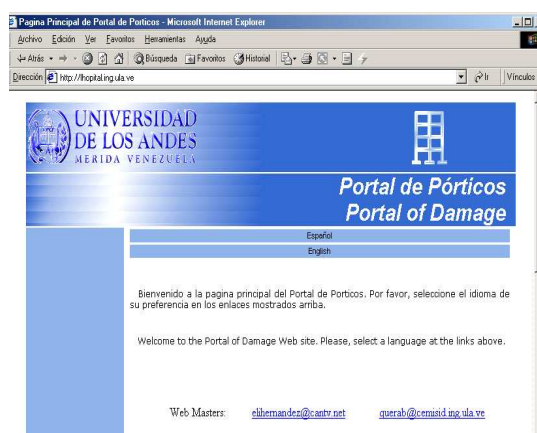 Pagina Principal de Portal de Porticos - Microsoft Internet Explorer
Archivo Edición Ver Favoritos Herramientas Ayuda
Atrás Búsqueda Favoritos Historial
Dirección http://lhopital.ing.ula.ve Ir Vínculos
UNIVERSIDAD
DE LOS ANDES
MERIDA VENEZUELA
Portal de Pórticos
Portal of Damage
Español
English
Bienvenido a la pagina principal del Portal de Porticos. Por favor, seleccione el idioma de
su preferencia en los enlaces mostrados arriba.
Welcome to the Portal of Damage Web site. Please, select a language at the links above.
Web Masters: elihernandez@cantv.net querab@cemisid.ing.ula.ve